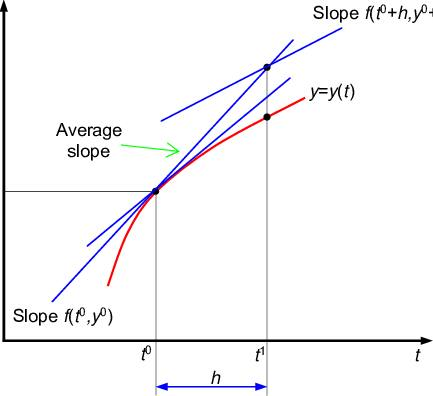 Slope f(t⁰+h,y⁰+
y=y(t)
Average
slope
Slope f(t⁰,y⁰)
t⁰
t¹
t
h